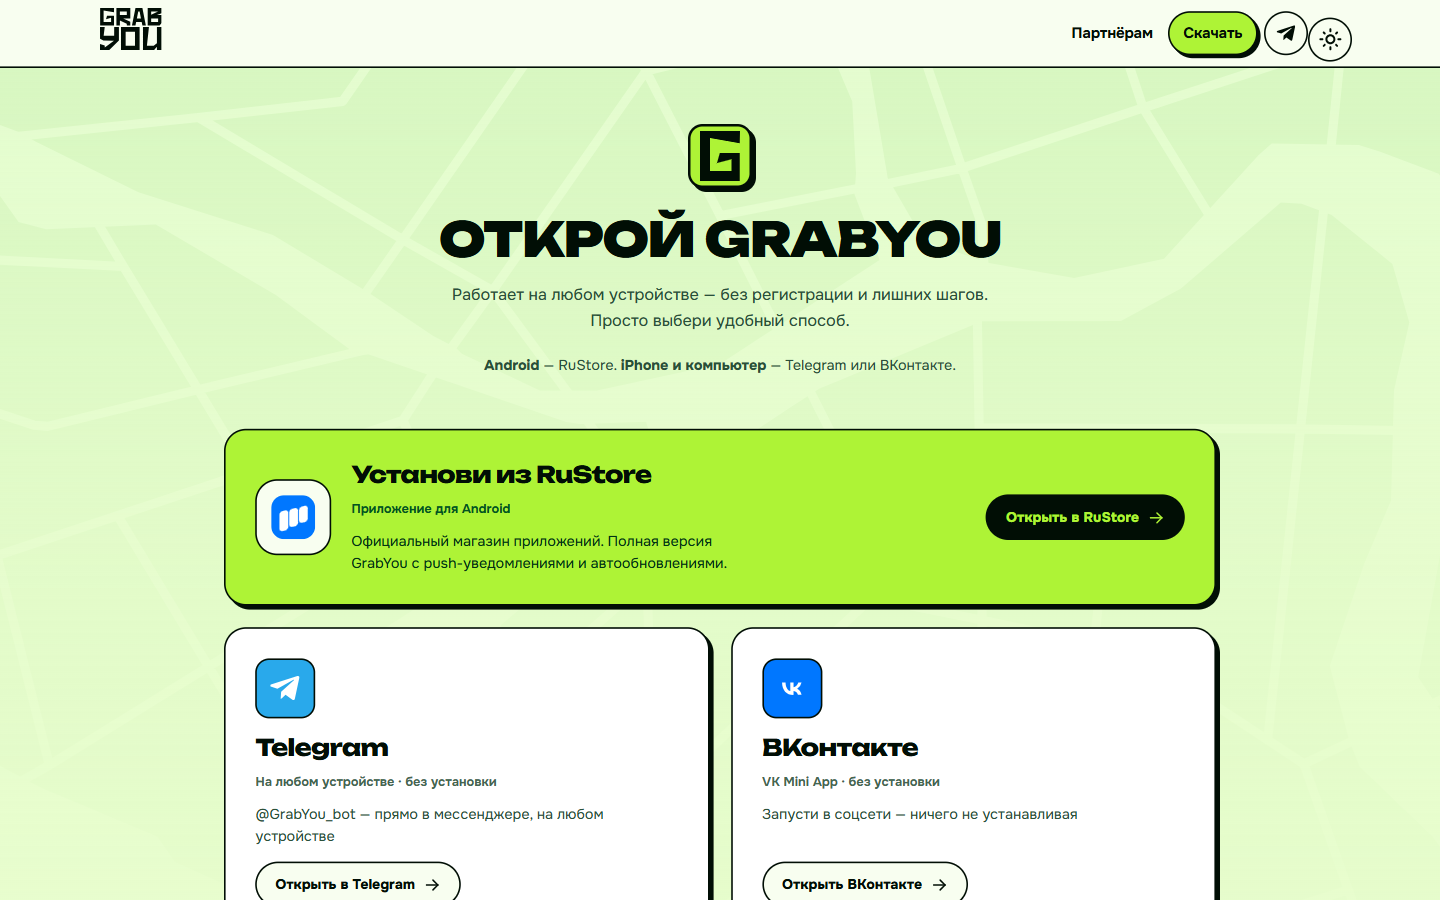 GRAB
YOU
Партнёрам
Скачать
G
ОТКРОЙ GRABYOU
Работает на любом устройстве — без регистрации и лишних шагов.
Просто выбери удобный способ.
Android — RuStore. iPhone и компьютер — Telegram или ВКонтакте.
Установи из RuStore
Приложение для Android
Официальный магазин приложений. Полная версия
GrabYou с push-уведомлениями и автообновлениями.
Открыть в RuStore →
Telegram
На любом устройстве · без установки
@GrabYou_bot — прямо в мессенджере, на любом
устройстве
Открыть в Telegram →
VK
ВКонтакте
VK Mini App · без установки
Запусти в соцсети — ничего не устанавливая
Открыть ВКонтакте →